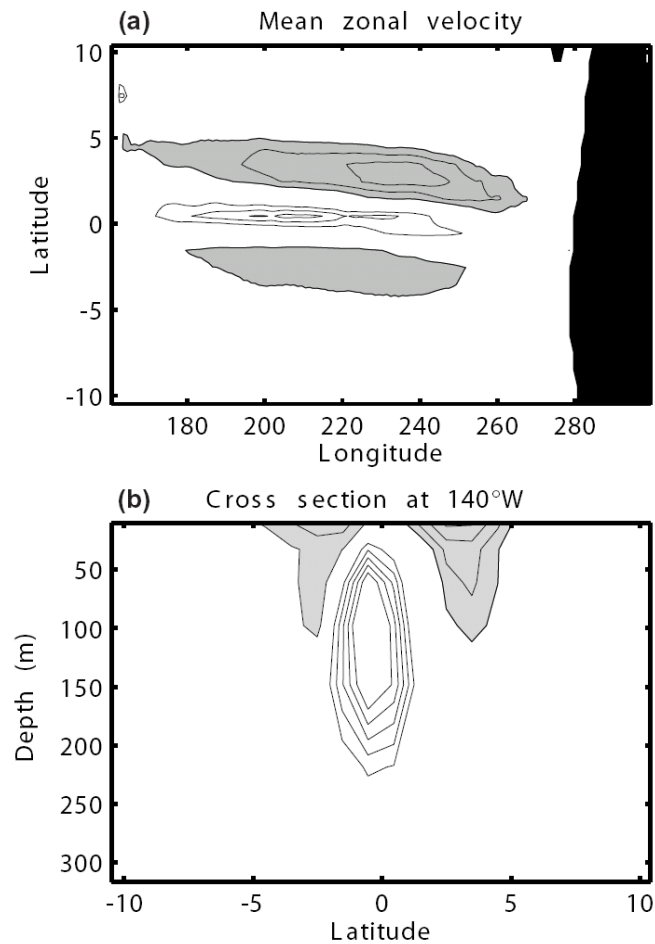 (a) Mean zonal velocity
10
5
0
-5
-10
Latitude
180 200 220 240 260 280
Longitude
(b) Cross section at 140°W
50
100
150
200
250
300
Depth (m)
-10 -5 0 5 10
Latitude